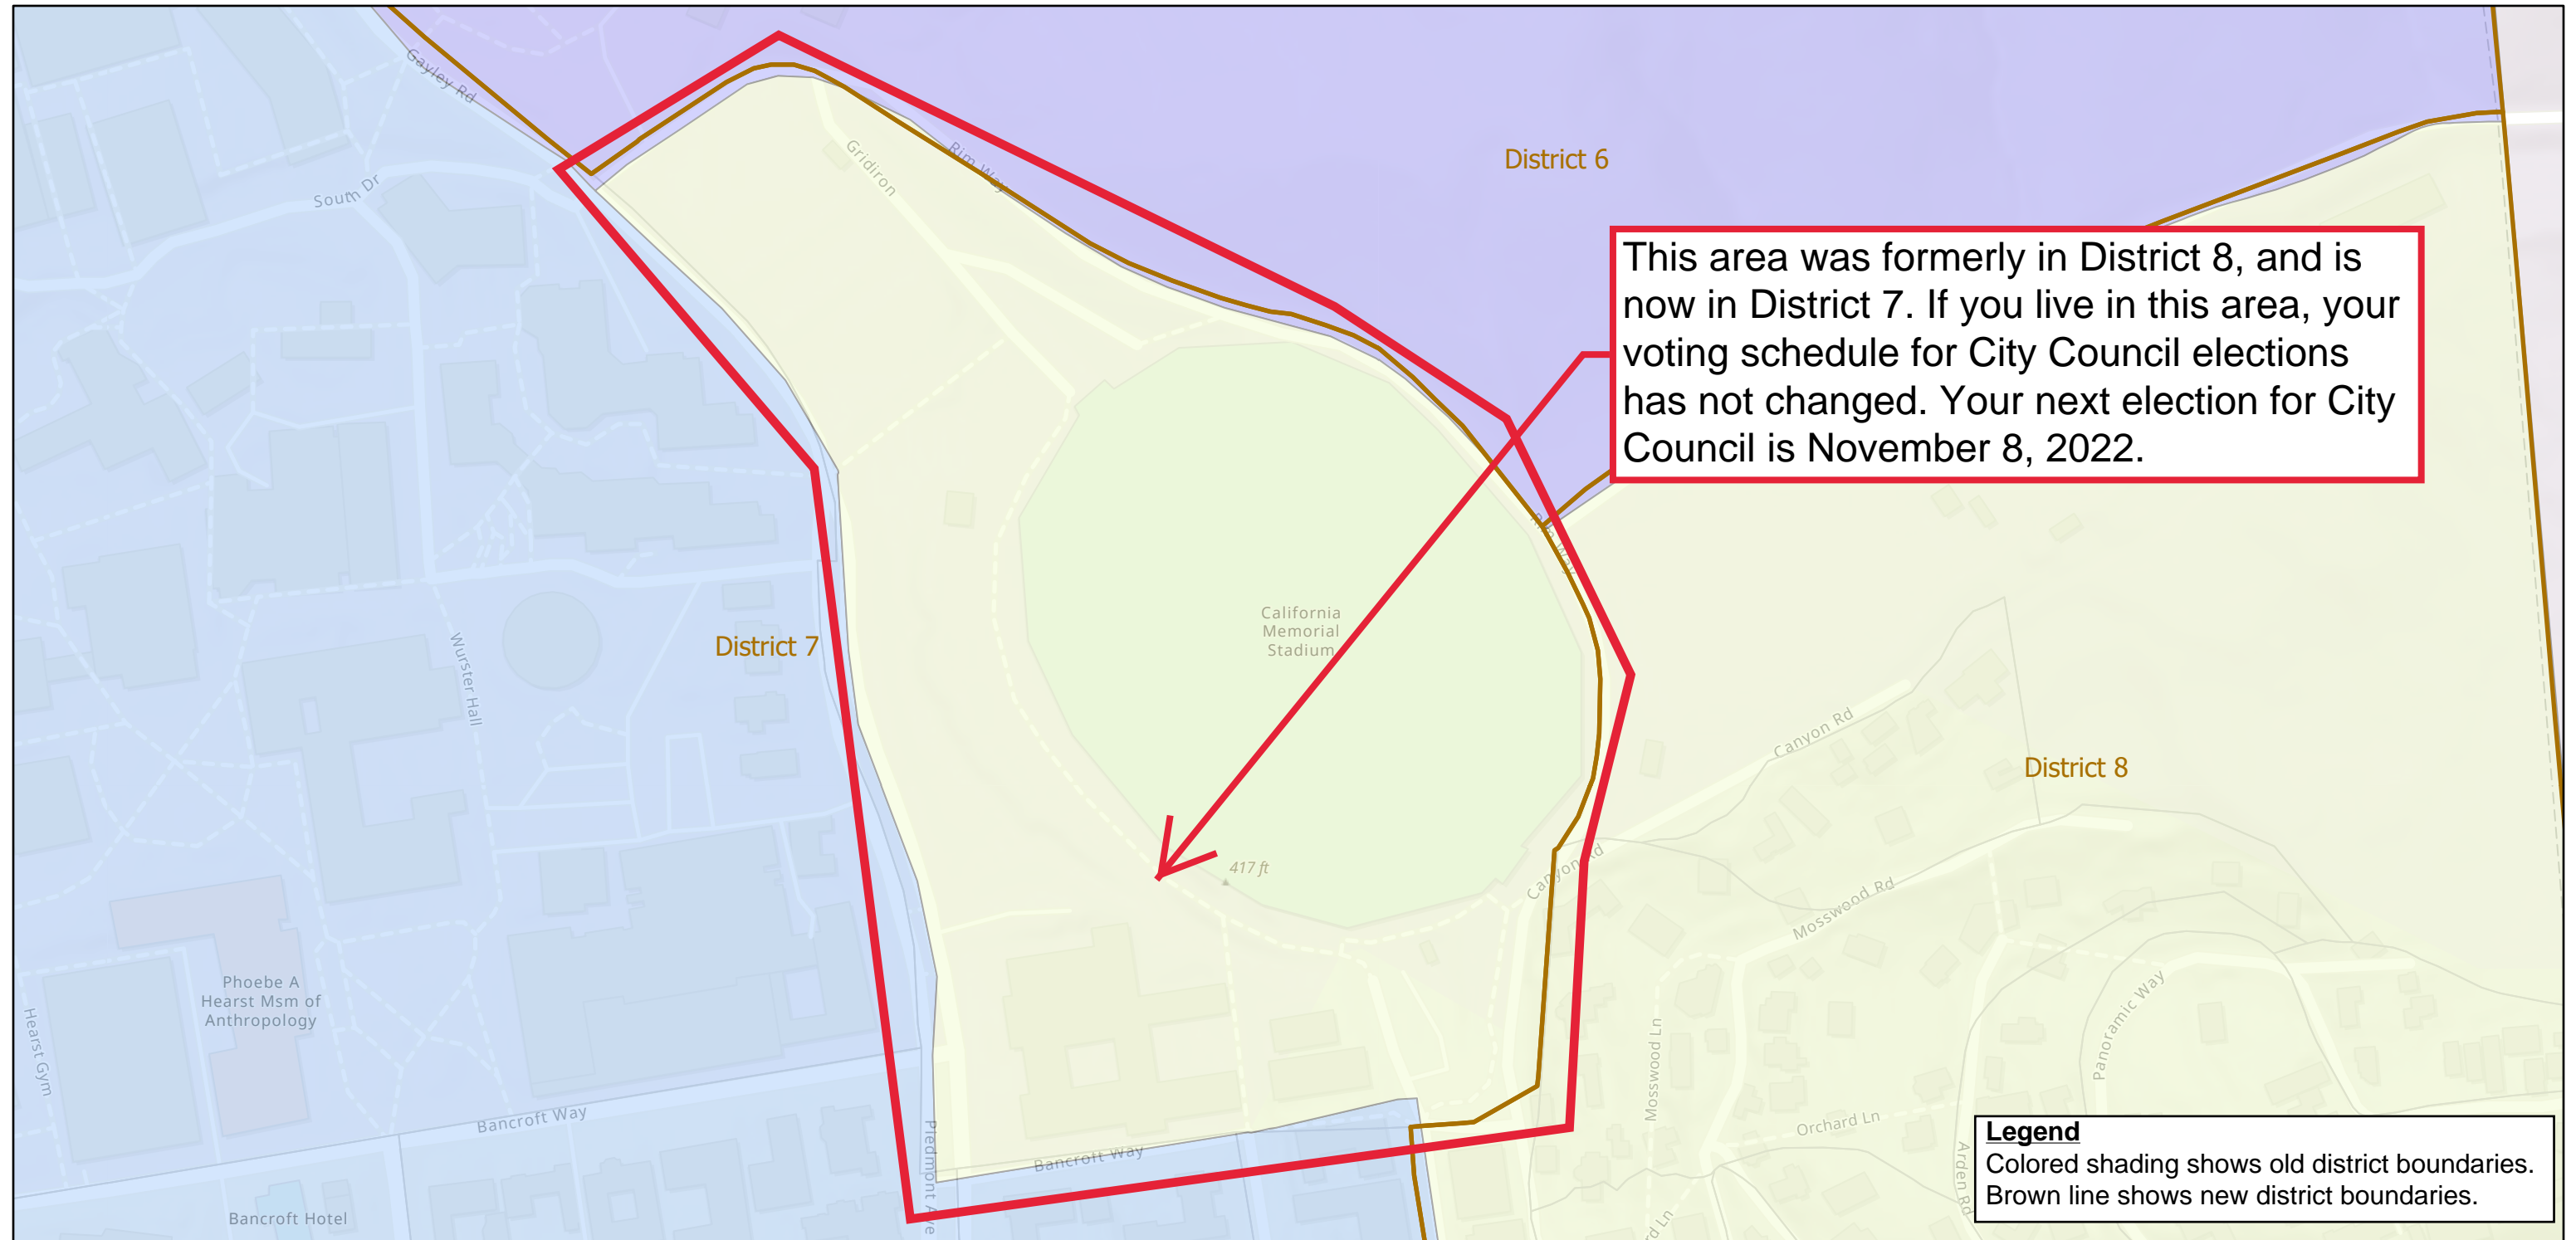 Gayley Rd
South Dr
Gridiron
Rim Way
District 6
This area was formerly in District 8, and is
now in District 7. If you live in this area, your
voting schedule for City Council elections
has not changed. Your next election for City
Council is November 8, 2022.
Rim Way
California
Memorial
Stadium
District 7
Wurster Hall
Canyon Rd
District 8
417 ft
Canyon Rd
Mosswood Rd
Phoebe A
Hearst Msm of
Anthropology
Hearst Gym
Panoramic Way
Mosswood Ln
Orchard Ln
Bancroft Way
Piedmont Ave
Bancroft Way
Arden Rd
Bancroft Hotel
rd Ln
Legend
Colored shading shows old district boundaries.
Brown line shows new district boundaries.